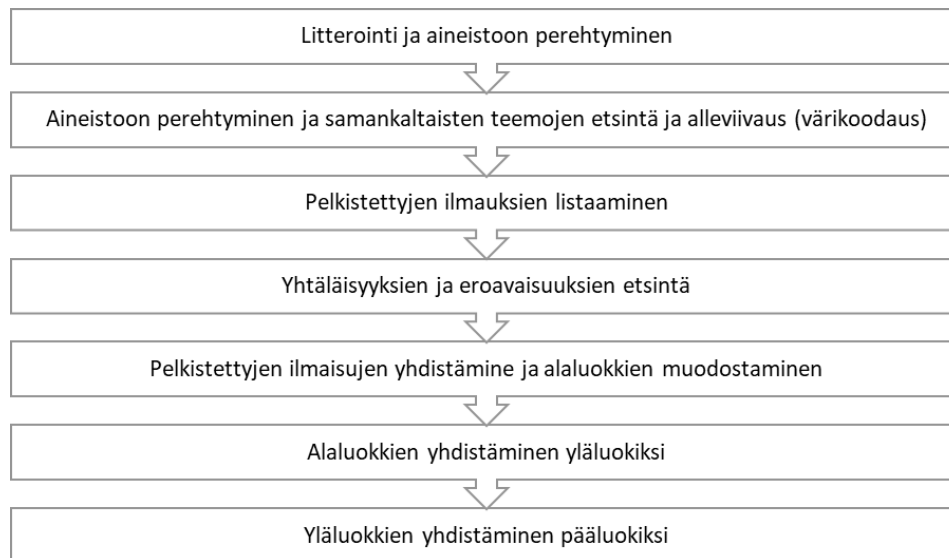 Litterointi ja aineistoon perehtyminen
Aineistoon perehtyminen ja samankaltaisten teemojen etsintä ja alleviivaus (värikoodaus)
Pelkistettyjen ilmauksien listaaminen
Yhtäläisyyksien ja eroavaisuuksien etsintä
Pelkistettyjen ilmaisujen yhdistämine ja alaluokkien muodostaminen
Alaluokkien yhdistäminen yläluokiksi
Yläluokkien yhdistäminen pääluokiksi